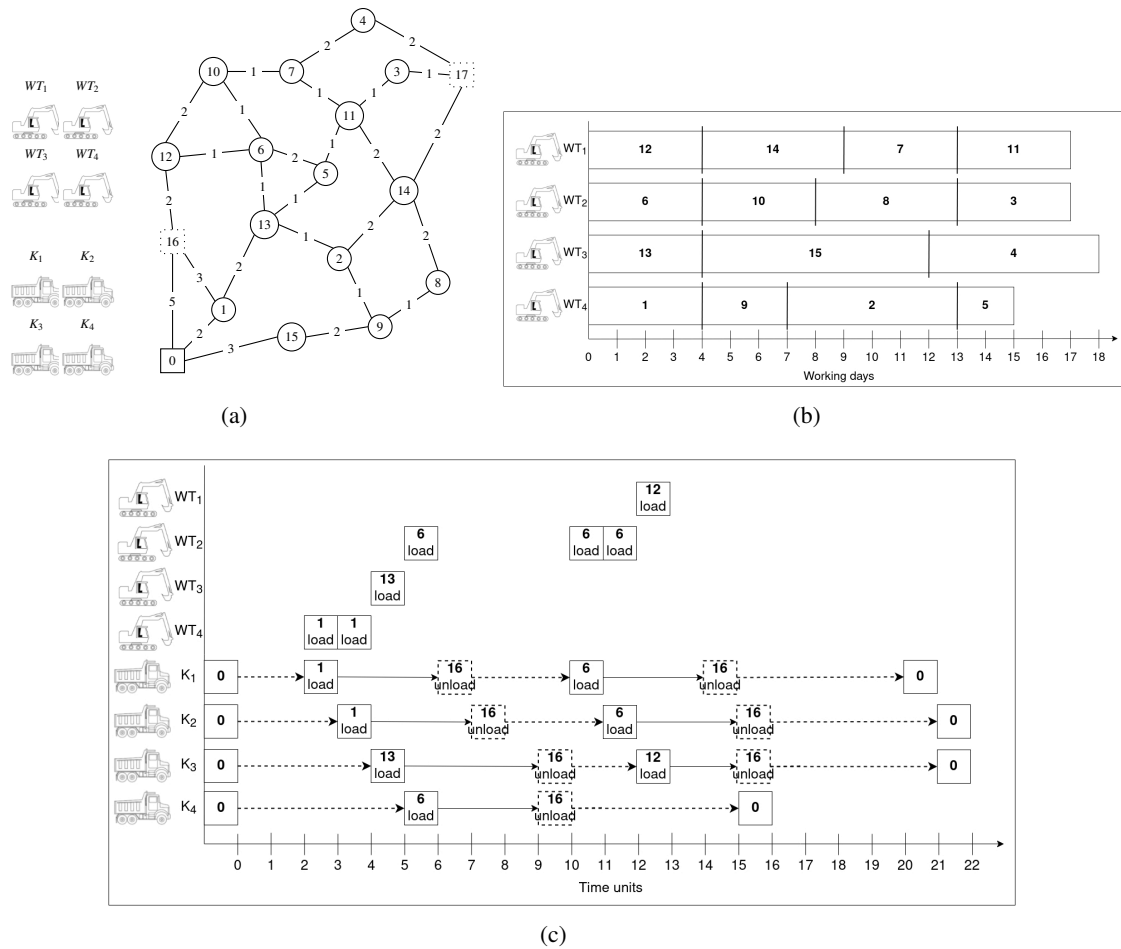 WT1 WT2
WT3 WT4
K1 K2
K3 K4
4
2 2
10 1 7 3 1 17
1 1
2 1 11 2
12 1 6 2 1 2
5
2 1 1 14
13
16 1 2 2
2
3 2 8
5 1 1 1
2 15 2 9
0 3
(a)
WT1 12 14 7 11
WT2 6 10 8 3
WT3 13 15 4
WT4 1 9 2 5
0 1 2 3 4 5 6 7 8 9 10 11 12 13 14 15 16 17 18
Working days
(b)
WT1 12
load
WT2 6 6 6
load load load
WT3 13
load
WT4 1 1
load load
K1 0 1 16 6 16 0
load unload load unload
K2 0 1 16 6 16 0
load unload load unload
K3 0 13 16 12 16 0
load unload load unload
K4 0 6 16 0
load unload
0 1 2 3 4 5 6 7 8 9 10 11 12 13 14 15 16 17 18 19 20 21 22
Time units
(c)